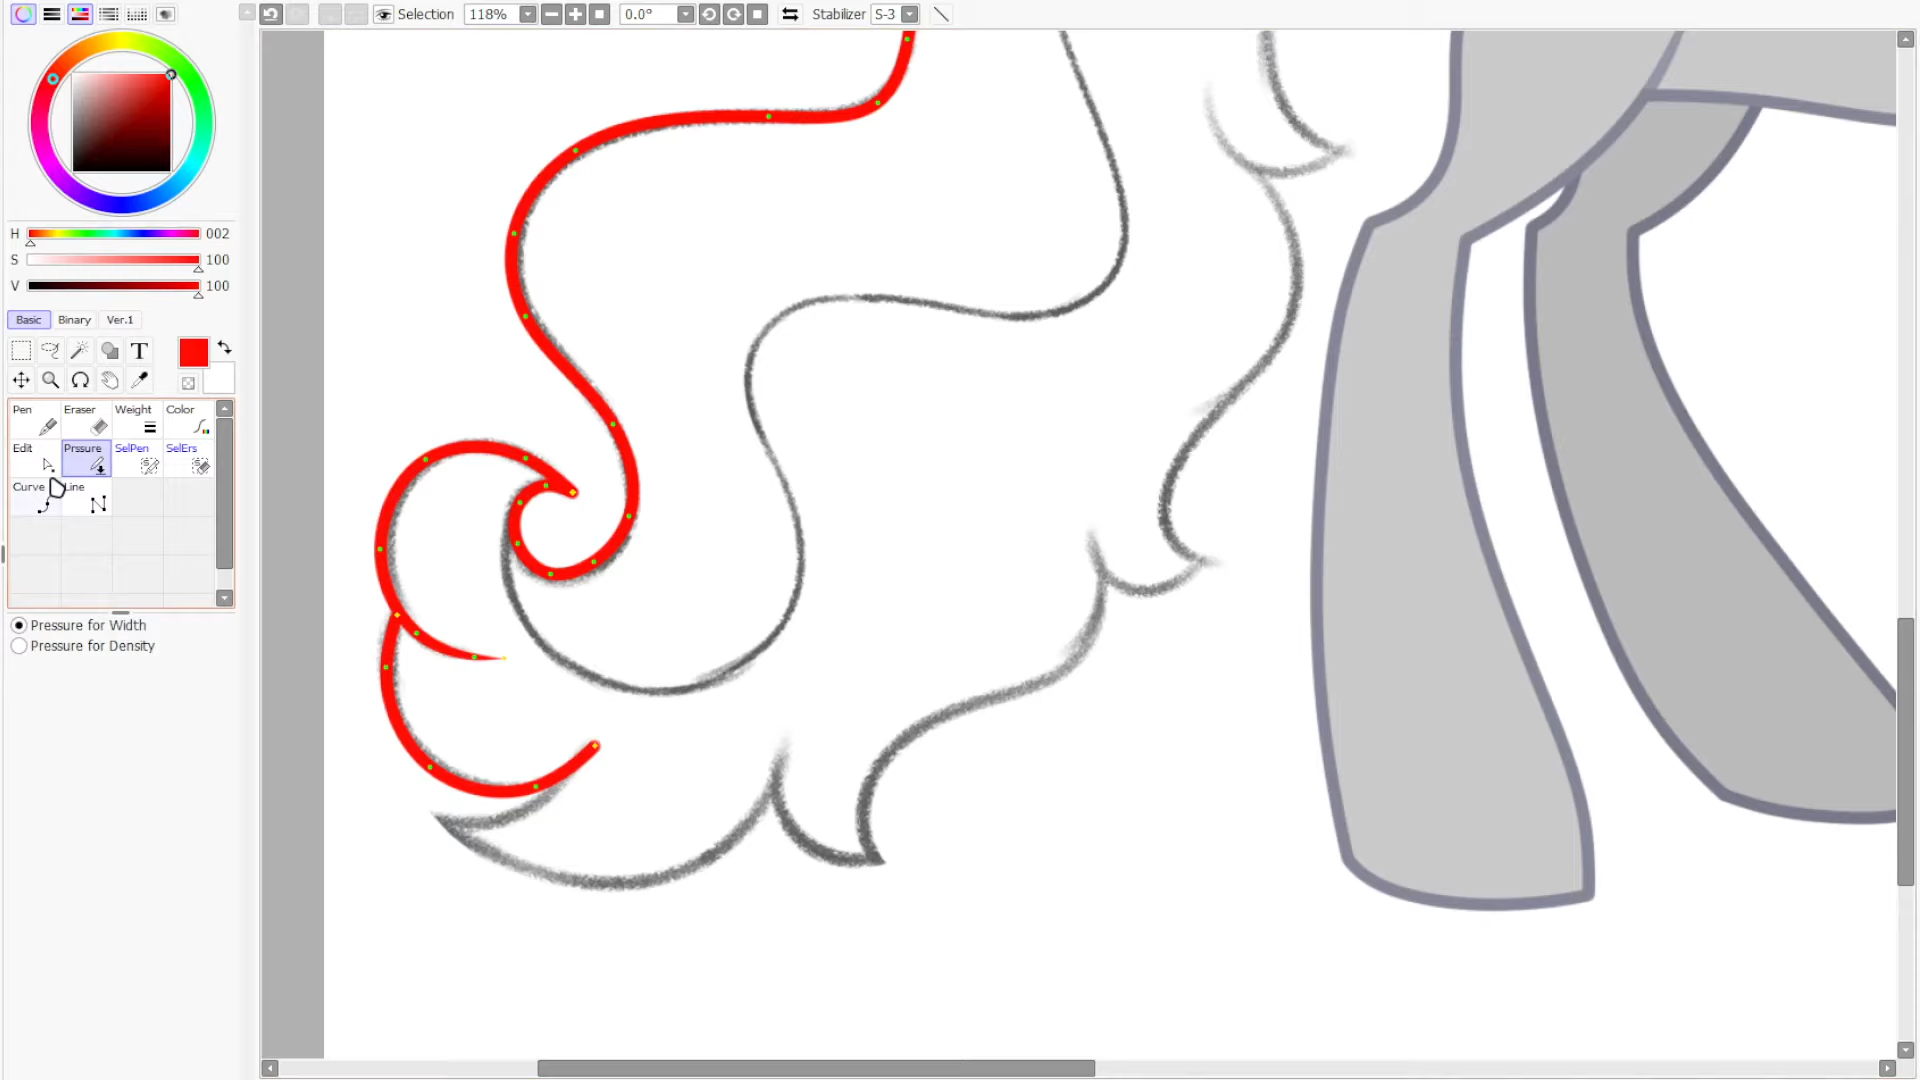 Selection 118% 0.0° Stabilizer S-3
H 002
S 100
V 100
Basic Binary Ver.1
T
Pen Eraser Weight Color
Edit Prssure SelPen SelErs
Curve Line
Pressure for Width
Pressure for Density